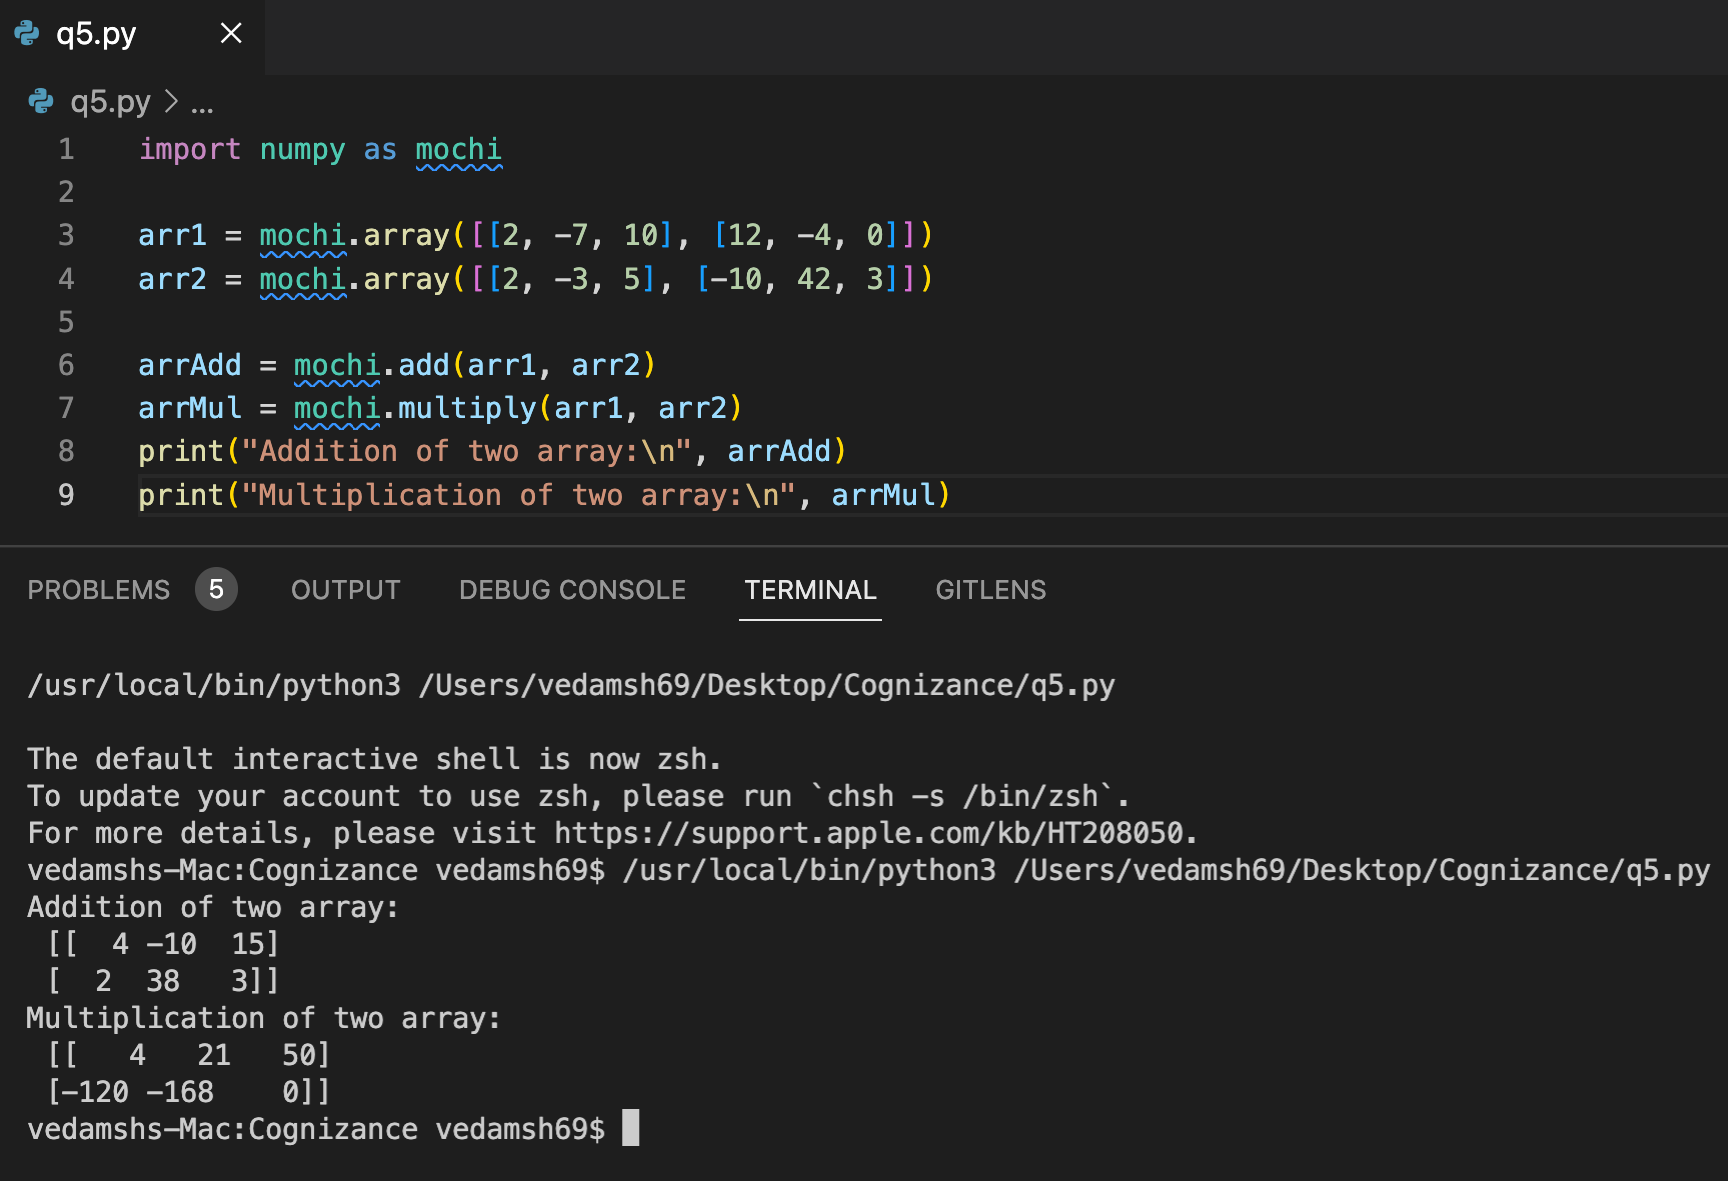 q5.py
q5.py > ...
1 import numpy as mochi
2
3 arr1 = mochi.array([[2, -7, 10], [12, -4, 0]])
4 arr2 = mochi.array([[2, -3, 5], [-10, 42, 3]])
5
6 arrAdd = mochi.add(arr1, arr2)
7 arrMul = mochi.multiply(arr1, arr2)
8 print("Addition of two array:\n", arrAdd)
9 print("Multiplication of two array:\n", arrMul)
PROBLEMS 5 OUTPUT DEBUG CONSOLE TERMINAL GITLENS
/usr/local/bin/python3 /Users/vedamsh69/Desktop/Cognizance/q5.py
The default interactive shell is now zsh.
To update your account to use zsh, please run `chsh -s /bin/zsh`.
For more details, please visit https://support.apple.com/kb/HT208050.
vedamshs-Mac:Cognizance vedamsh69$ /usr/local/bin/python3 /Users/vedamsh69/Desktop/Cognizance/q5.py
Addition of two array:
[[  4 -10  15]
[  2  38   3]]
Multiplication of two array:
[[   4   21   50]
[-120 -168    0]]
vedamshs-Mac:Cognizance vedamsh69$